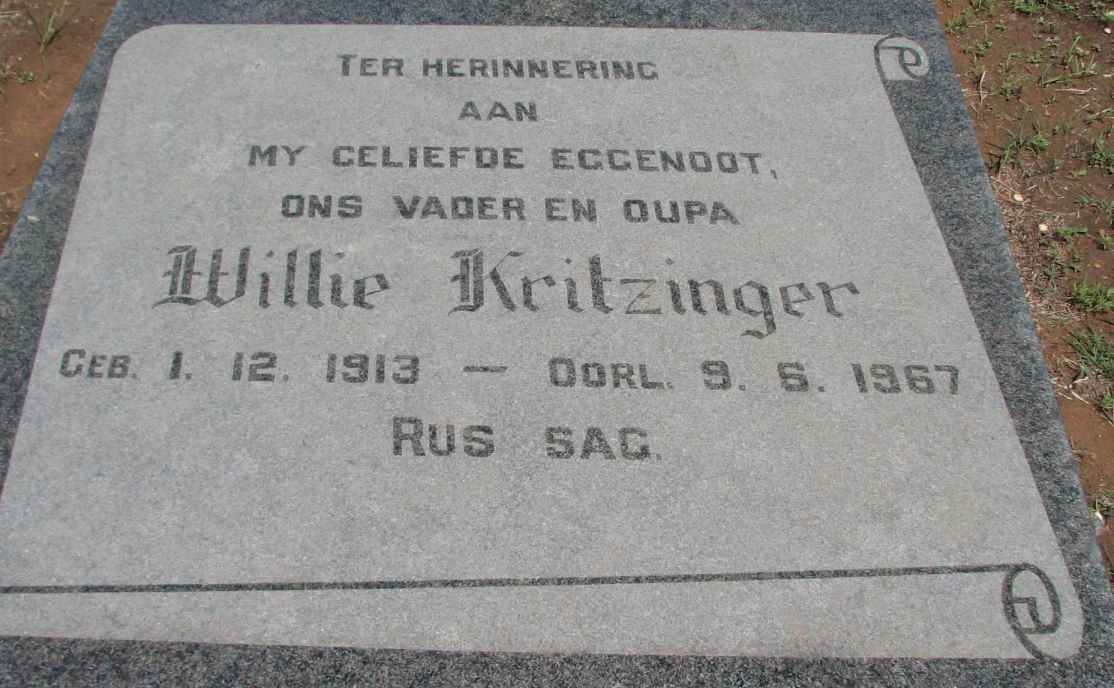 TER HERINNERING
AAN
MY GELIEFDE EGGENOOT,
ONS VADER EN OUPA
Willie Kritzinger
GEB. 1. 12. 1913 — OORL. 9. 6. 1967
RUS SAG.